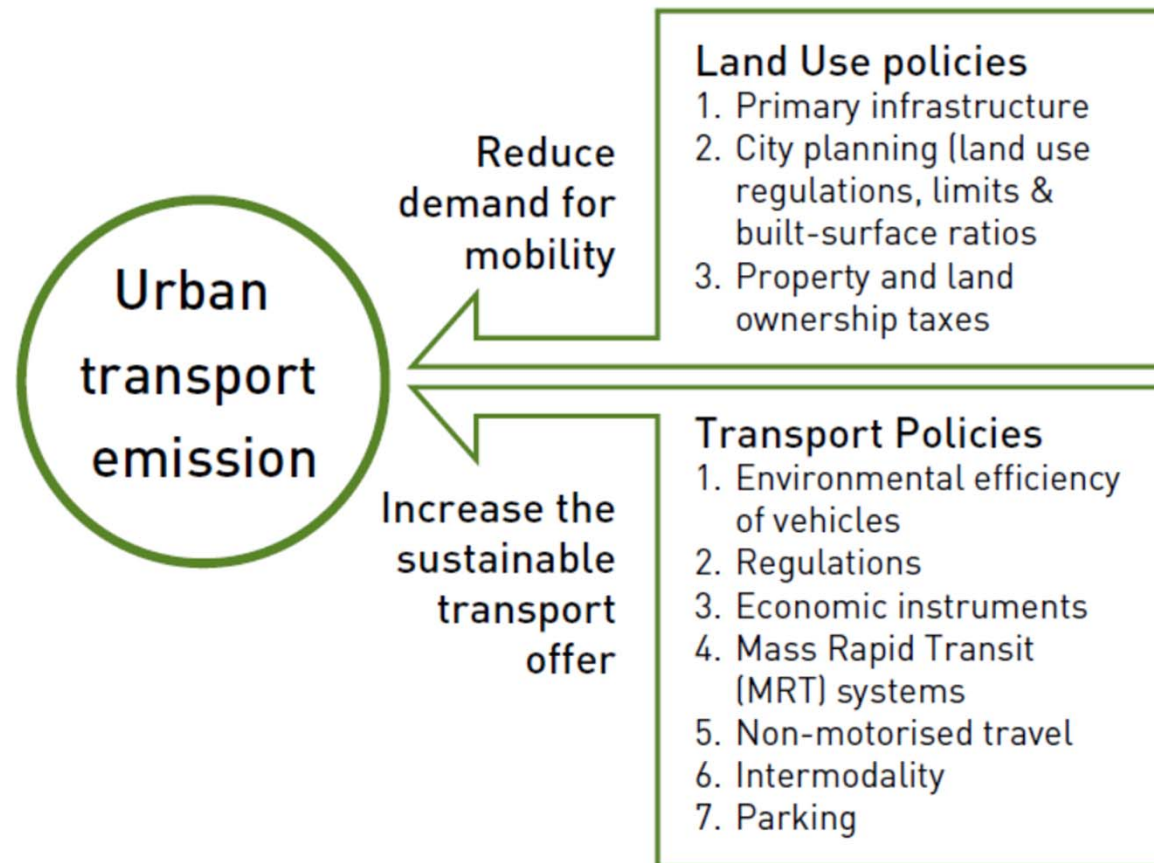 Urban
transport
emission
Reduce
demand for
mobility
Land Use policies
1. Primary infrastructure
2. City planning (land use
regulations, limits &
built-surface ratios
3. Property and land
ownership taxes
Increase the
sustainable
transport
offer
Transport Policies
1. Environmental efficiency
of vehicles
2. Regulations
3. Economic instruments
4. Mass Rapid Transit
(MRT) systems
5. Non-motorised travel
6. Intermodality
7. Parking